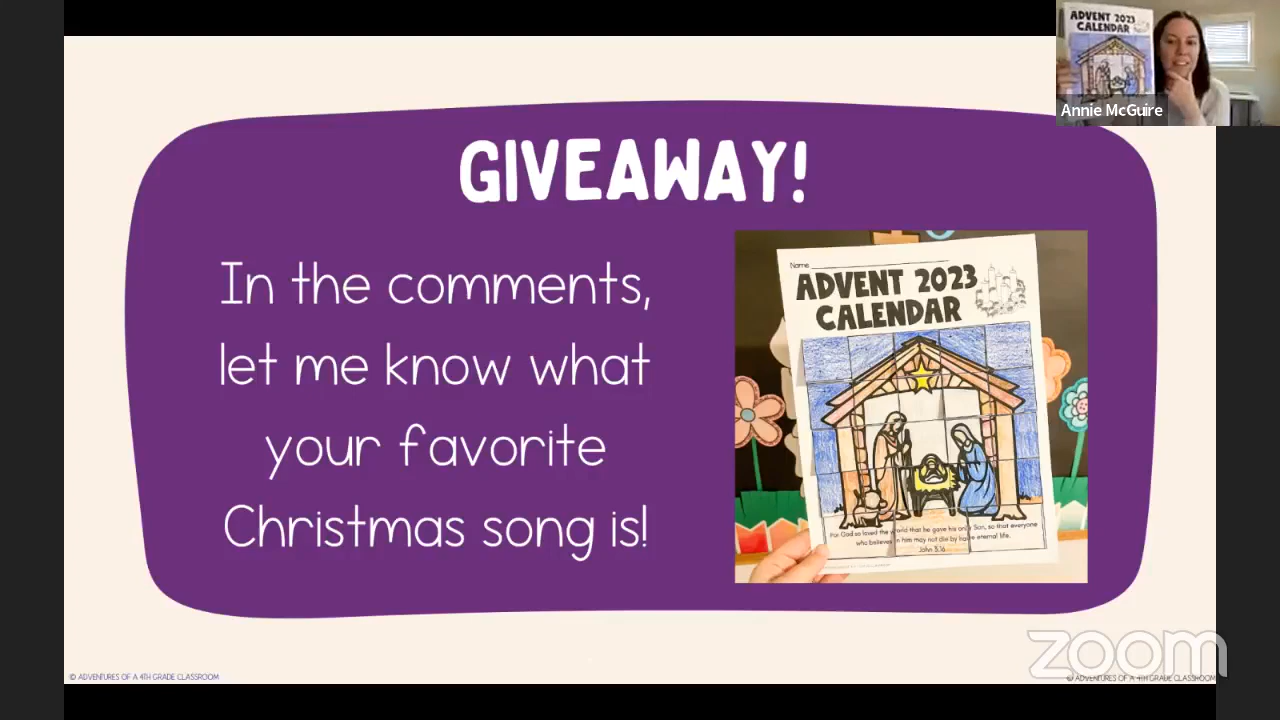 ADVENT 2023
CALENDAR
Annie McGuire
GIVEAWAY!
In the comments,
let me know what
your favorite
Christmas song is!
Name
ADVENT 2023
CALENDAR
For God so loved the world that he gave his only Son, so that everyone
who believes in him may not die by have eternal life.
John 3:16
zoom
© ADVENTURES OF A 4TH GRADE CLASSROOM
© ADVENTURES OF A 4TH GRADE CLASSROOM